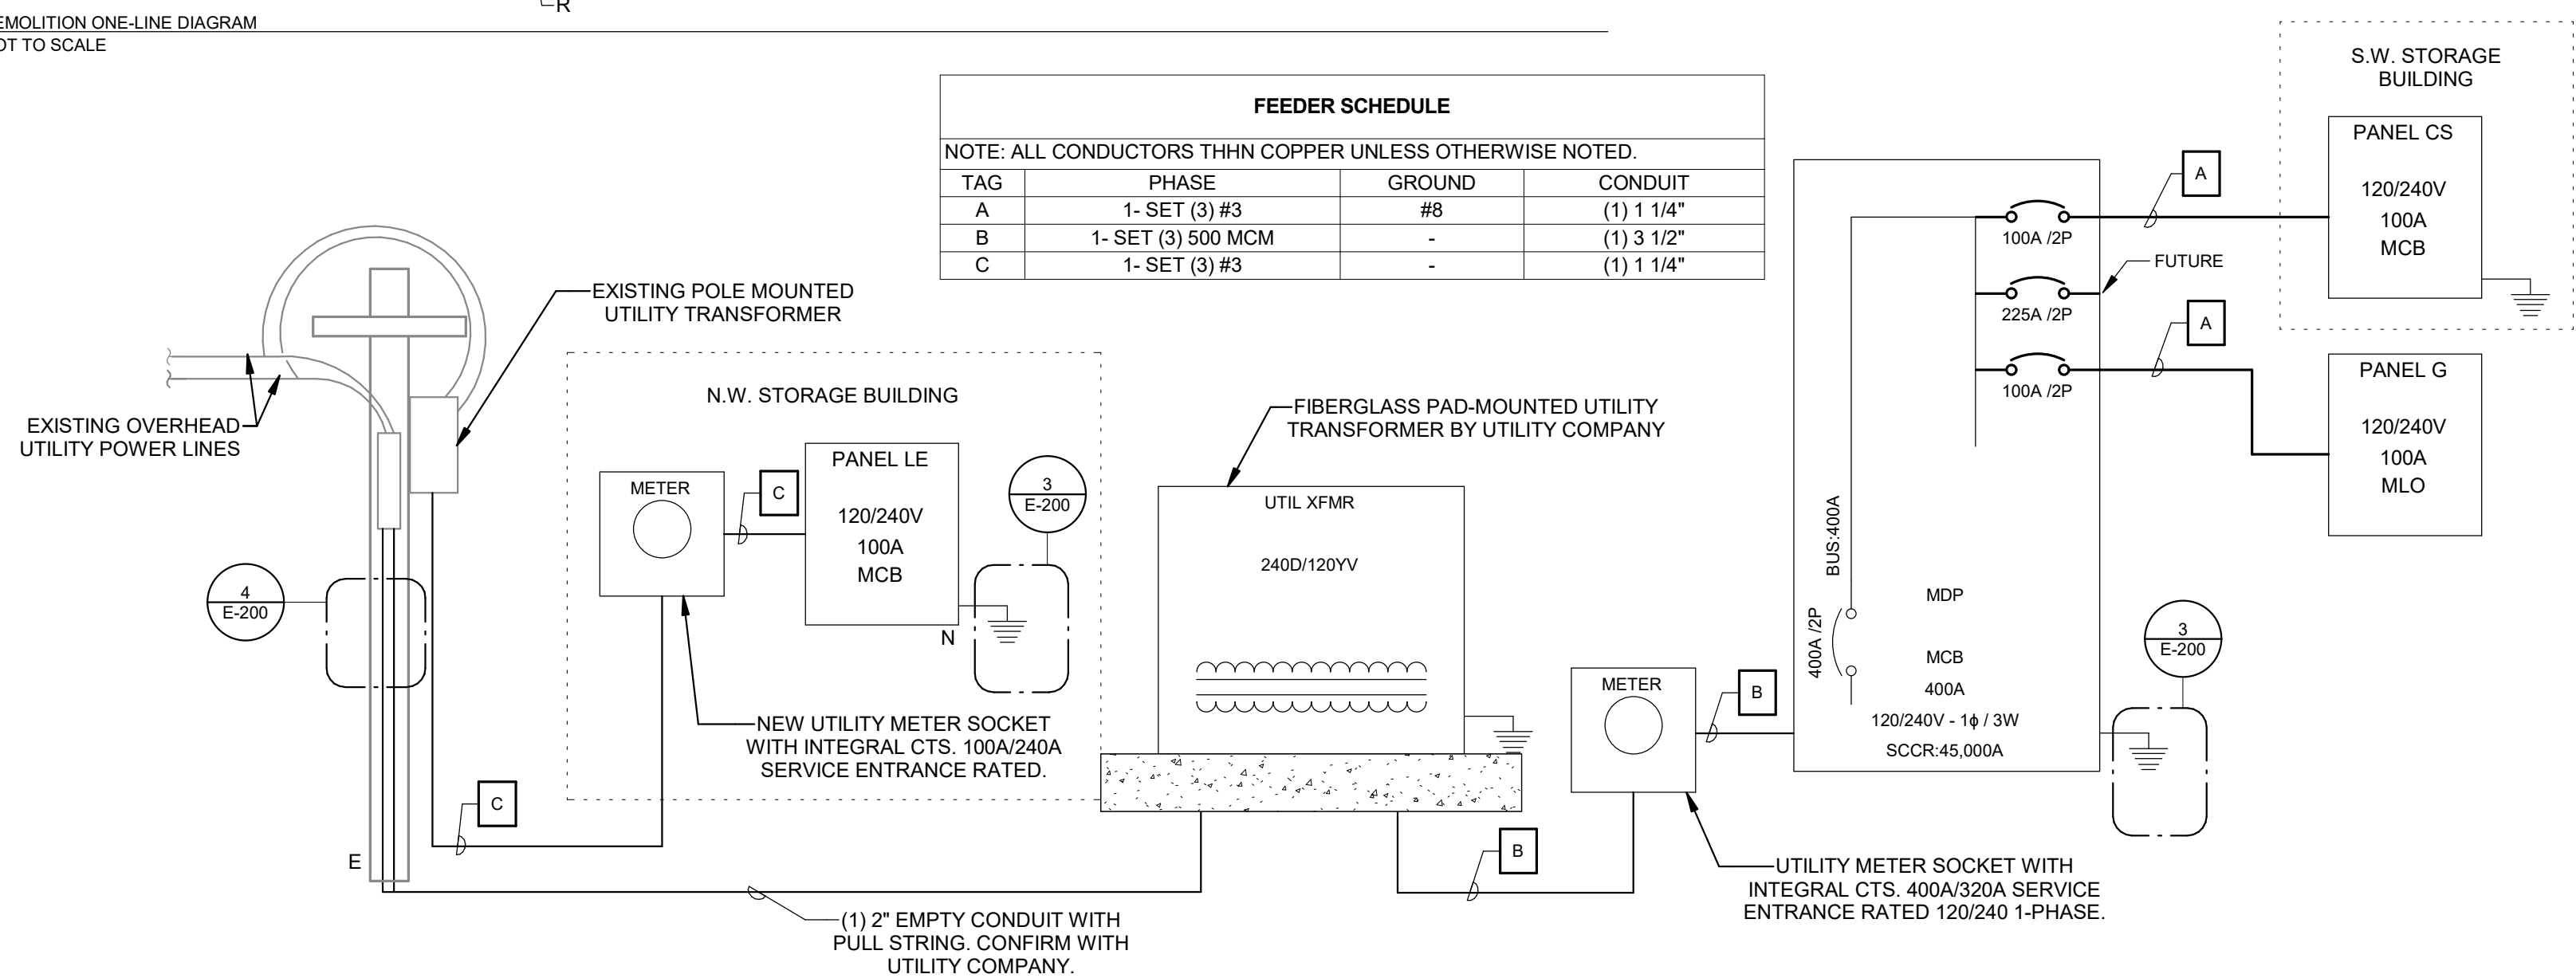 R
EMOLITION ONE-LINE DIAGRAM
OT TO SCALE
FEEDER SCHEDULE
NOTE: ALL CONDUCTORS THHN COPPER UNLESS OTHERWISE NOTED.
TAG PHASE GROUND CONDUIT
A 1- SET (3) #3 #8 (1) 1 1/4"
B 1- SET (3) 500 MCM - (1) 3 1/2"
C 1- SET (3) #3 - (1) 1 1/4"
EXISTING POLE MOUNTED
UTILITY TRANSFORMER
EXISTING OVERHEAD
UTILITY POWER LINES
4
E-200
E
C
N.W. STORAGE BUILDING
METER
C
PANEL LE
120/240V
100A
MCB
N
3
E-200
NEW UTILITY METER SOCKET
WITH INTEGRAL CTS. 100A/240A
SERVICE ENTRANCE RATED.
(1) 2" EMPTY CONDUIT WITH
PULL STRING. CONFIRM WITH
UTILITY COMPANY.
FIBERGLASS PAD-MOUNTED UTILITY
TRANSFORMER BY UTILITY COMPANY
UTIL XFMR
240D/120YV
B
METER
B
UTILITY METER SOCKET WITH
INTEGRAL CTS. 400A/320A SERVICE
ENTRANCE RATED 120/240 1-PHASE.
100A /2P
225A /2P
100A /2P
FUTURE
BUS:400A
400A /2P
MDP
MCB
400A
120/240V - 1ϕ / 3W
SCCR:45,000A
3
E-200
A
A
S.W. STORAGE
BUILDING
PANEL CS
120/240V
100A
MCB
PANEL G
120/240V
100A
MLO